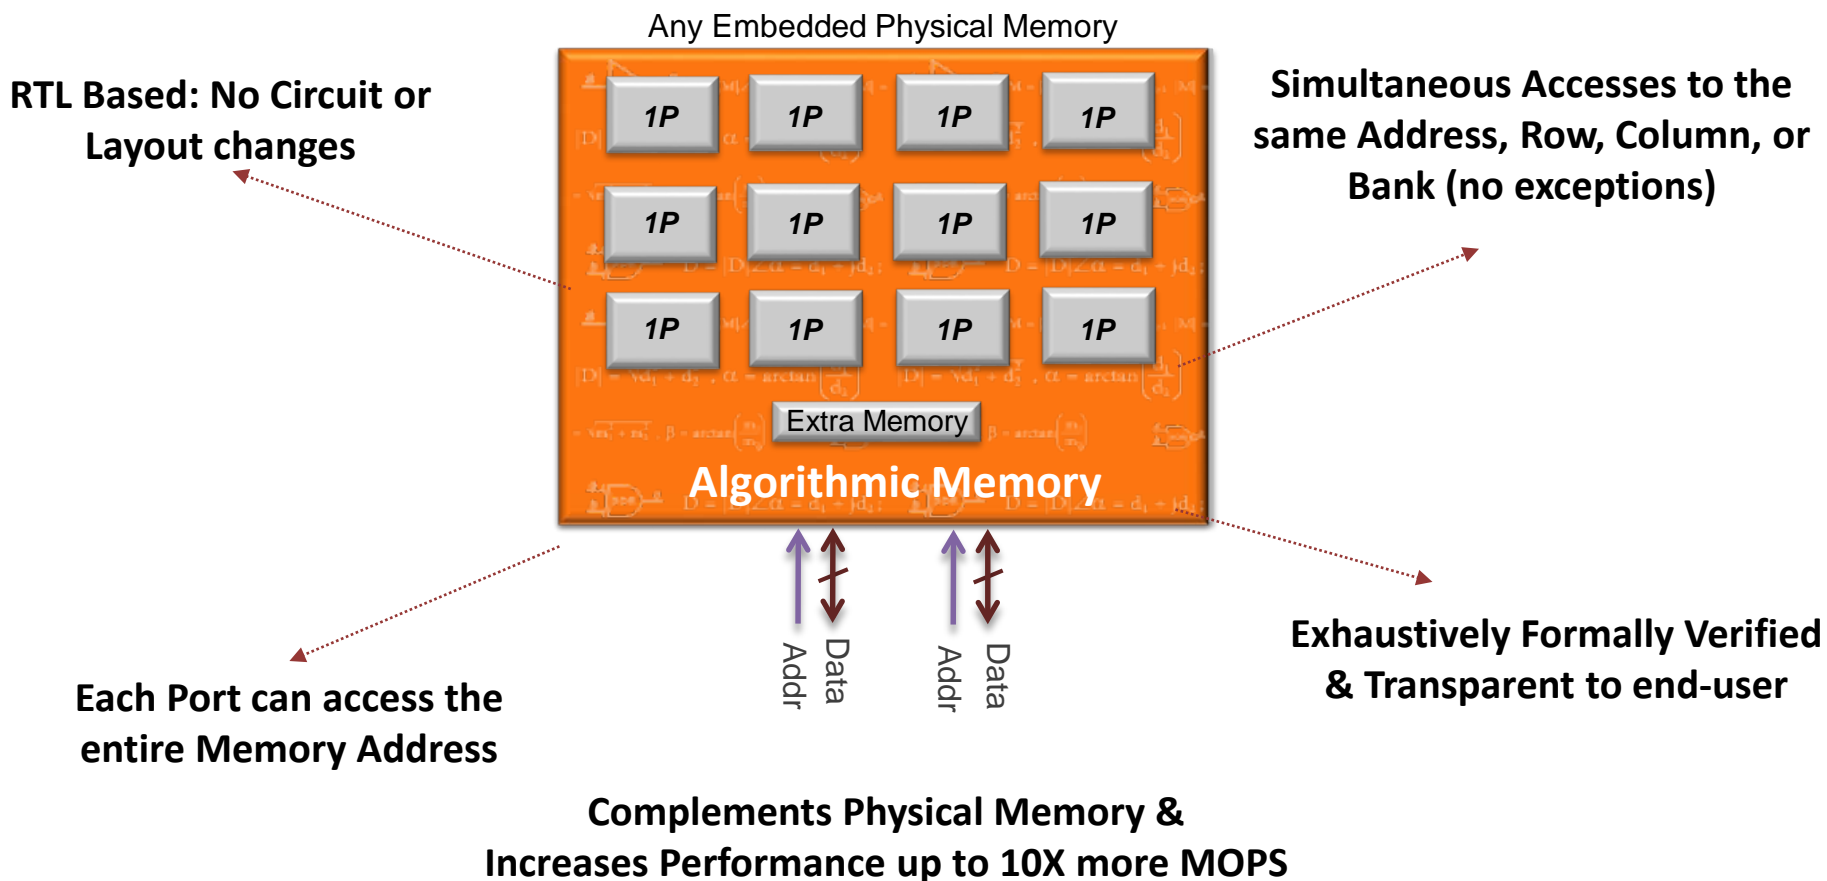 Any Embedded Physical Memory
RTL Based: No Circuit or
Layout changes
Simultaneous Accesses to the
same Address, Row, Column, or
Bank (no exceptions)
1P 1P 1P 1P
1P 1P 1P 1P
1P 1P 1P 1P
Extra Memory
Algorithmic Memory
Addr
Data
Addr
Data
Each Port can access the
entire Memory Address
Exhaustively Formally Verified
& Transparent to end-user
Complements Physical Memory &
Increases Performance up to 10X more MOPS